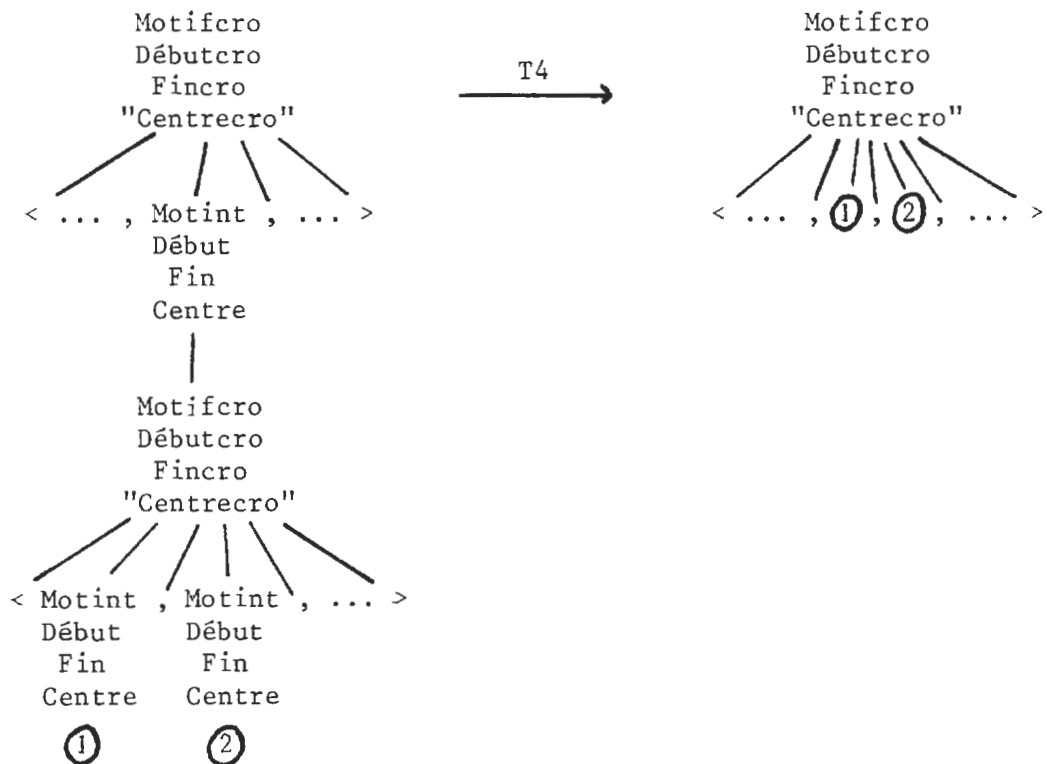 Motifcro
Débutcro
Fincro
"Centrecro"
< ... , Motint , ... >
Début
Fin
Centre
Motifcro
Débutcro
Fincro
"Centrecro"
< Motint , Motint , ... >
Début Début
Fin Fin
Centre Centre
1 2
T4
Motifcro
Débutcro
Fincro
"Centrecro"
< ... , 1 , 2 , ... >